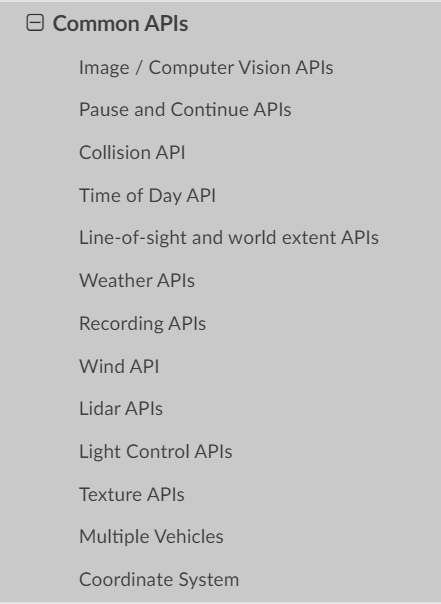 Common APIs
Image / Computer Vision APIs
Pause and Continue APIs
Collision API
Time of Day API
Line-of-sight and world extent APIs
Weather APIs
Recording APIs
Wind API
Lidar APIs
Light Control APIs
Texture APIs
Multiple Vehicles
Coordinate System